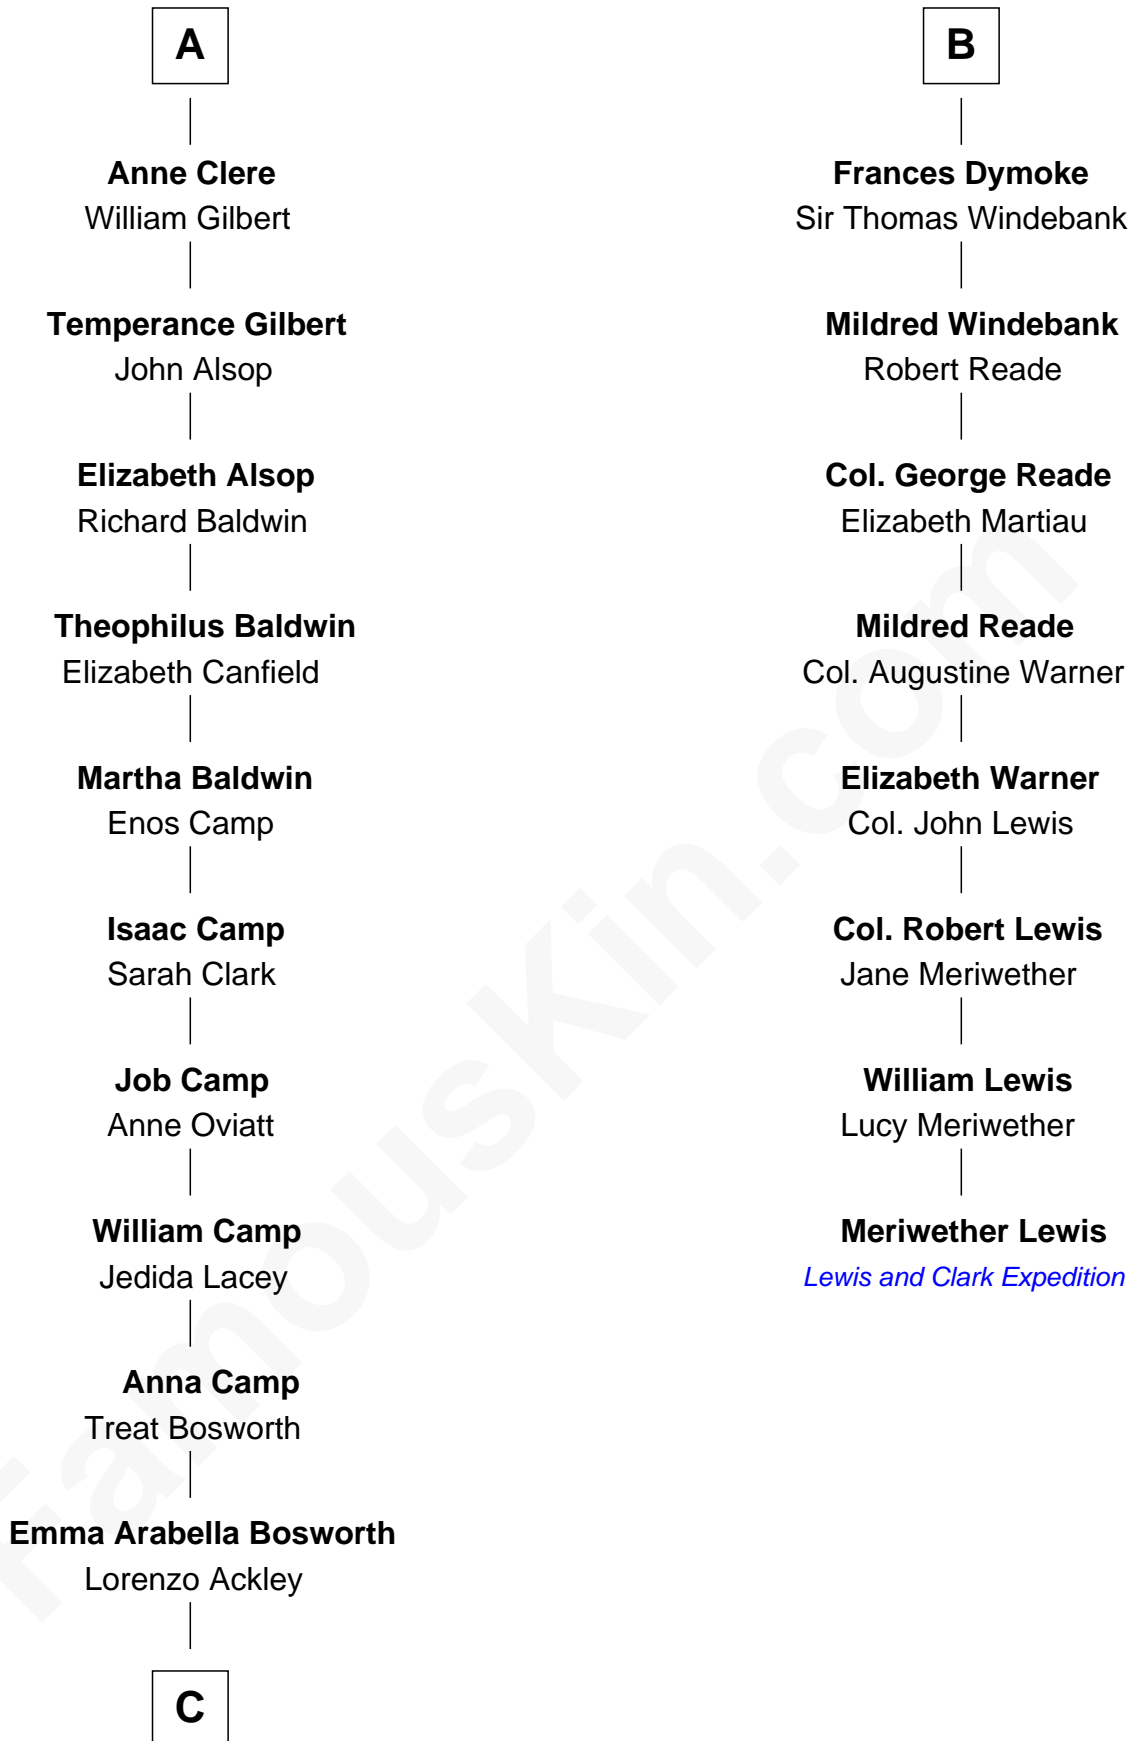 A
Anne Clere
William Gilbert
Temperance Gilbert
John Alsop
Elizabeth Alsop
Richard Baldwin
Theophilus Baldwin
Elizabeth Canfield
Martha Baldwin
Enos Camp
Isaac Camp
Sarah Clark
Job Camp
Anne Oviatt
William Camp
Jedida Lacey
Anna Camp
Treat Bosworth
Emma Arabella Bosworth
Lorenzo Ackley
C
B
Frances Dymoke
Sir Thomas Windebank
Mildred Windebank
Robert Reade
Col. George Reade
Elizabeth Martiau
Mildred Reade
Col. Augustine Warner
Elizabeth Warner
Col. John Lewis
Col. Robert Lewis
Jane Meriwether
William Lewis
Lucy Meriwether
Meriwether Lewis
Lewis and Clark Expedition
FamousKin.com